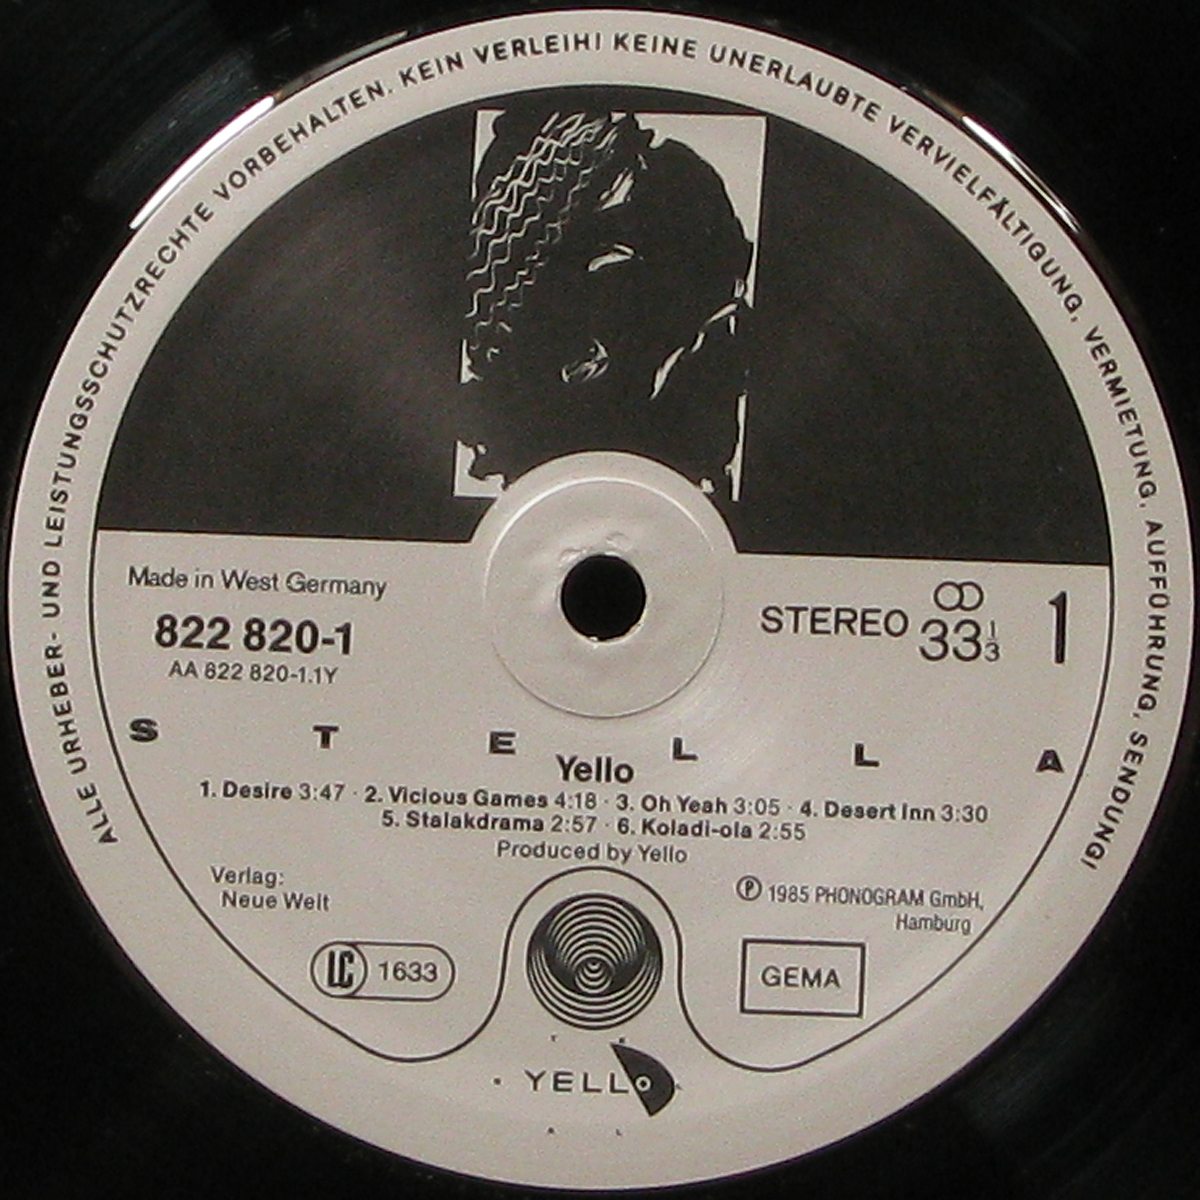 ALLE URHEBER- UND LEISTUNGSSCHUTZRECHTE VORBEHALTEN. KEIN VERLEIH! KEINE UNERLAUBTE VERVIELFÄLTIGUNG, VERMIETUNG, AUFFÜHRUNG, SENDUNG!
Made in West Germany
822 820-1
AA 822 820-1.1Y
STEREO 33 1/3
1
STELLA
Yello
1. Desire 3:47 · 2. Vicious Games 4:18 · 3. Oh Yeah 3:05 · 4. Desert Inn 3:30
5. Stalakdrama 2:57 · 6. Koladi-ola 2:55
Produced by Yello
Verlag:
Neue Welt
℗ 1985 PHONOGRAM GmbH,
Hamburg
LC 1633
GEMA
YELLO